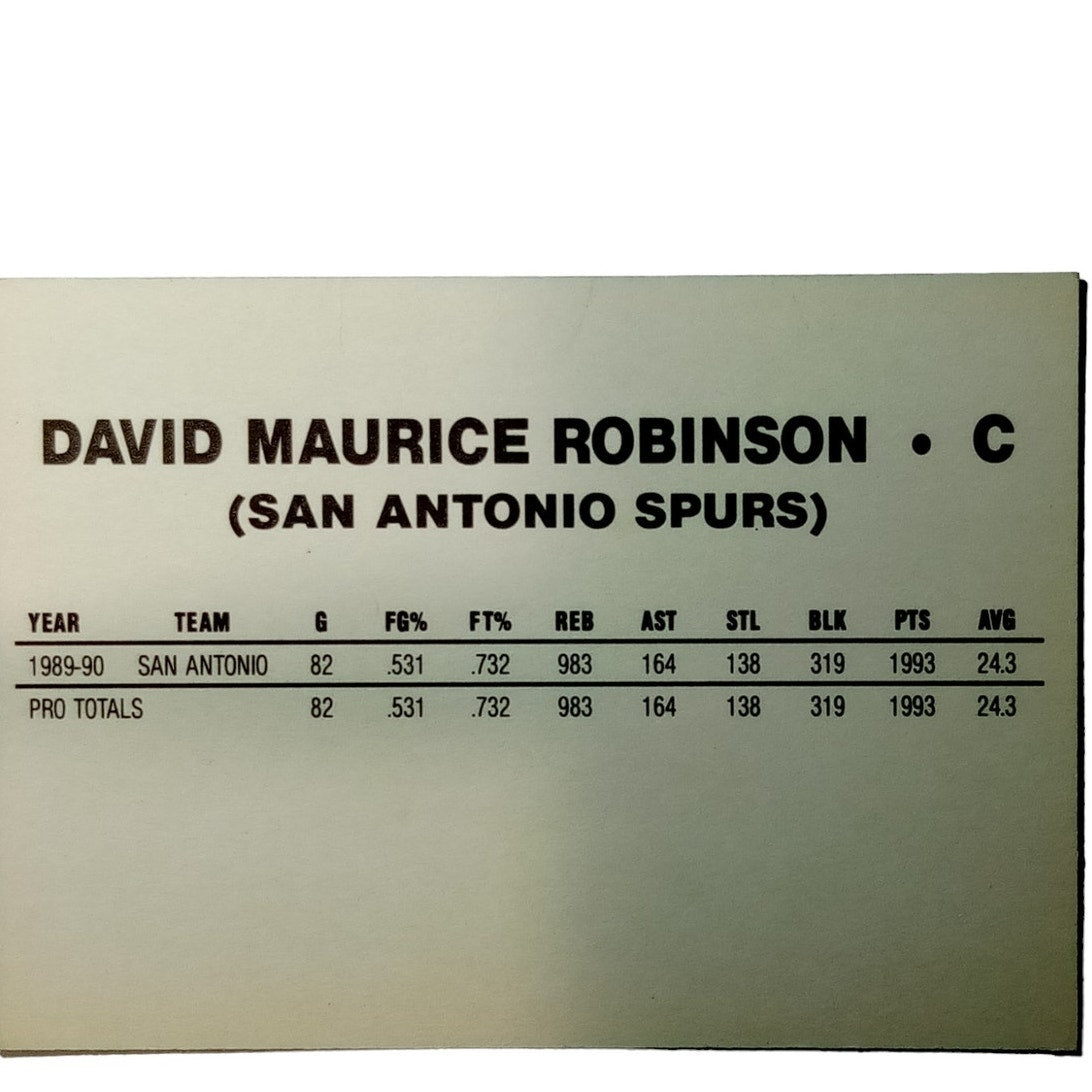 DAVID MAURICE ROBINSON • C
(SAN ANTONIO SPURS)
YEAR TEAM G FG% FT% REB AST STL BLK PTS AVG
1989-90 SAN ANTONIO 82 .531 .732 983 164 138 319 1993 24.3
PRO TOTALS 82 .531 .732 983 164 138 319 1993 24.3